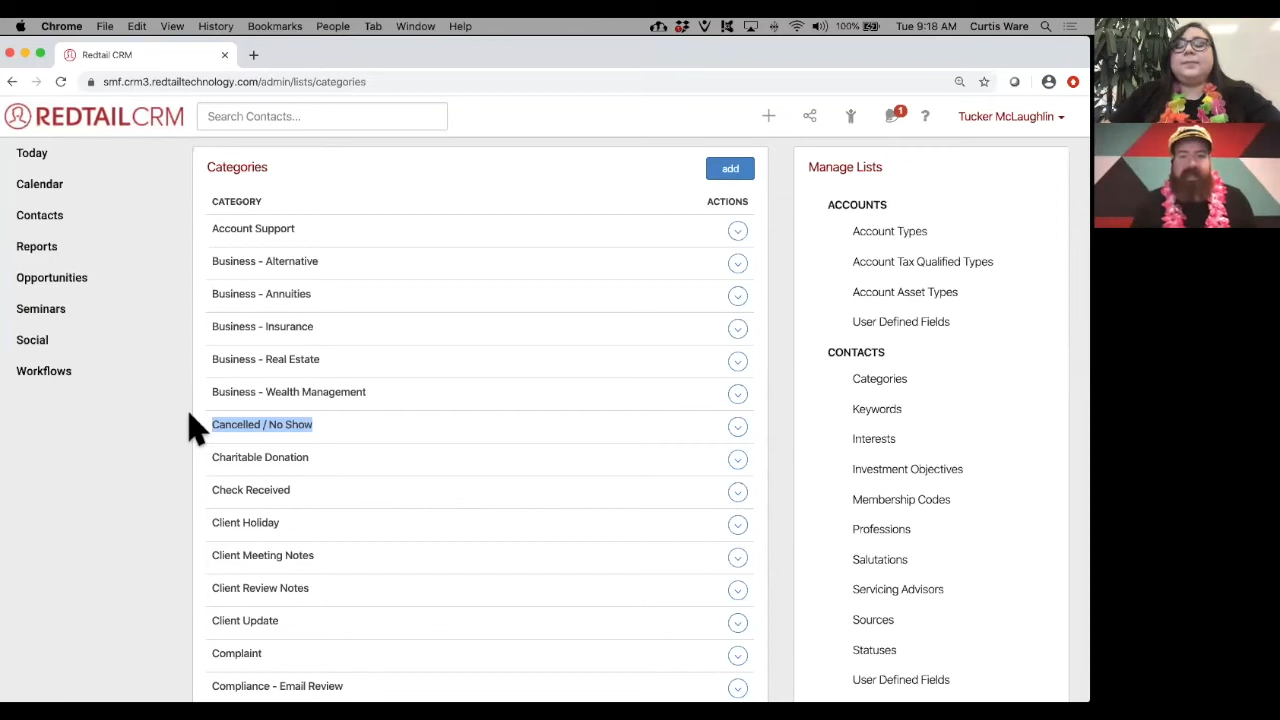 Chrome File Edit View History Bookmarks People Tab Window Help 100% Tue 9:18 AM Curtis Ware
Redtail CRM
smf.crm3.redtailtechnology.com/admin/lists/categories
REDTAILCRM
Search Contacts...
1
?
Tucker McLaughlin
Today
Calendar
Contacts
Reports
Opportunities
Seminars
Social
Workflows
Categories
add
CATEGORY ACTIONS
Account Support
Business - Alternative
Business - Annuities
Business - Insurance
Business - Real Estate
Business - Wealth Management
Cancelled / No Show
Charitable Donation
Check Received
Client Holiday
Client Meeting Notes
Client Review Notes
Client Update
Complaint
Compliance - Email Review
Manage Lists
ACCOUNTS
Account Types
Account Tax Qualified Types
Account Asset Types
User Defined Fields
CONTACTS
Categories
Keywords
Interests
Investment Objectives
Membership Codes
Professions
Salutations
Servicing Advisors
Sources
Statuses
User Defined Fields